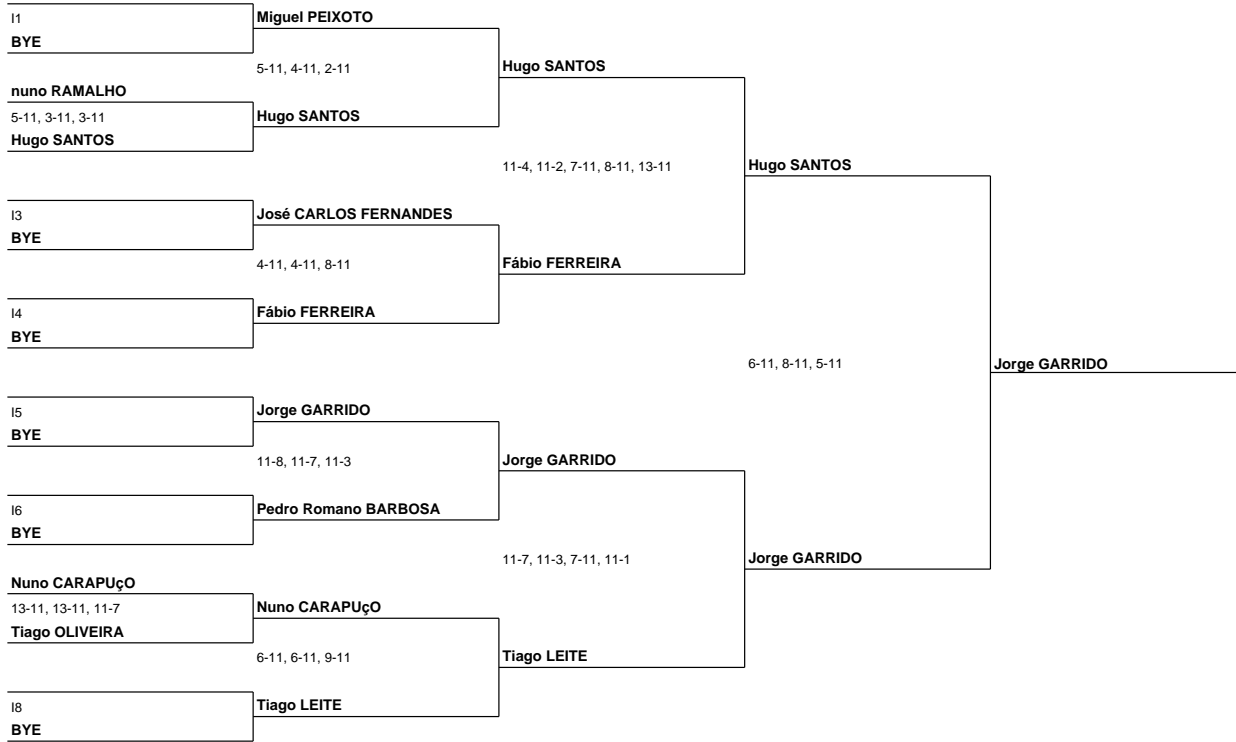 I1
BYE
Miguel PEIXOTO
5-11, 4-11, 2-11
Hugo SANTOS
nuno RAMALHO
5-11, 3-11, 3-11
Hugo SANTOS
Hugo SANTOS
11-4, 11-2, 7-11, 8-11, 13-11
Hugo SANTOS
I3
BYE
José CARLOS FERNANDES
4-11, 4-11, 8-11
Fábio FERREIRA
I4
BYE
Fábio FERREIRA
6-11, 8-11, 5-11
Jorge GARRIDO
I5
BYE
Jorge GARRIDO
11-8, 11-7, 11-3
Jorge GARRIDO
I6
BYE
Pedro Romano BARBOSA
11-7, 11-3, 7-11, 11-1
Jorge GARRIDO
Nuno CARAPUçO
13-11, 13-11, 11-7
Tiago OLIVEIRA
Nuno CARAPUçO
6-11, 6-11, 9-11
Tiago LEITE
I8
BYE
Tiago LEITE